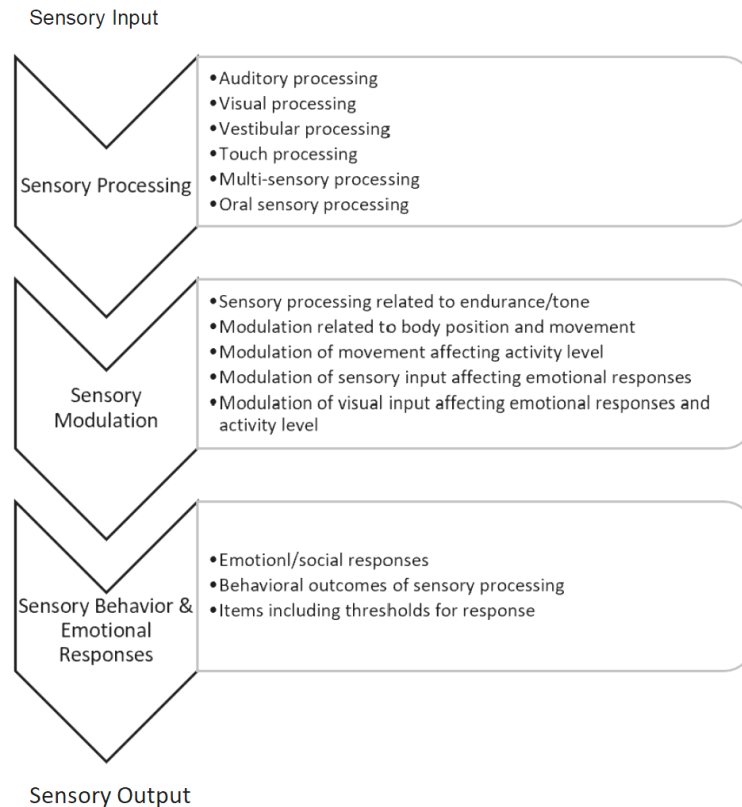 Sensory Input
•Auditory processing
•Visual processing
•Vestibular processing
•Touch processing
•Multi-sensory processing
•Oral sensory processing
Sensory Processing
•Sensory processing related to endurance/tone
•Modulation related to body position and movement
•Modulation of movement affecting activity level
•Modulation of sensory input affecting emotional responses
•Modulation of visual input affecting emotional responses and
activity level
Sensory
Modulation
•Emotionl/social responses
•Behavioral outcomes of sensory processing
•Items including thresholds for response
Sensory Behavior &
Emotional
Responses
Sensory Output